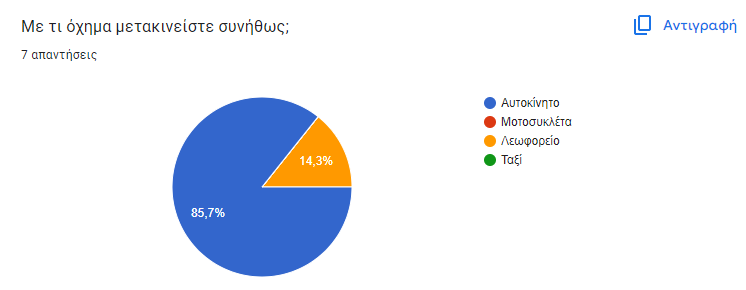 Με τι όχημα μετακινείστε συνήθως;
Αντιγραφή
7 απαντήσεις
Αυτοκίνητο
Μοτοσυκλέτα
Λεωφορείο
Ταξί
14,3%
85,7%